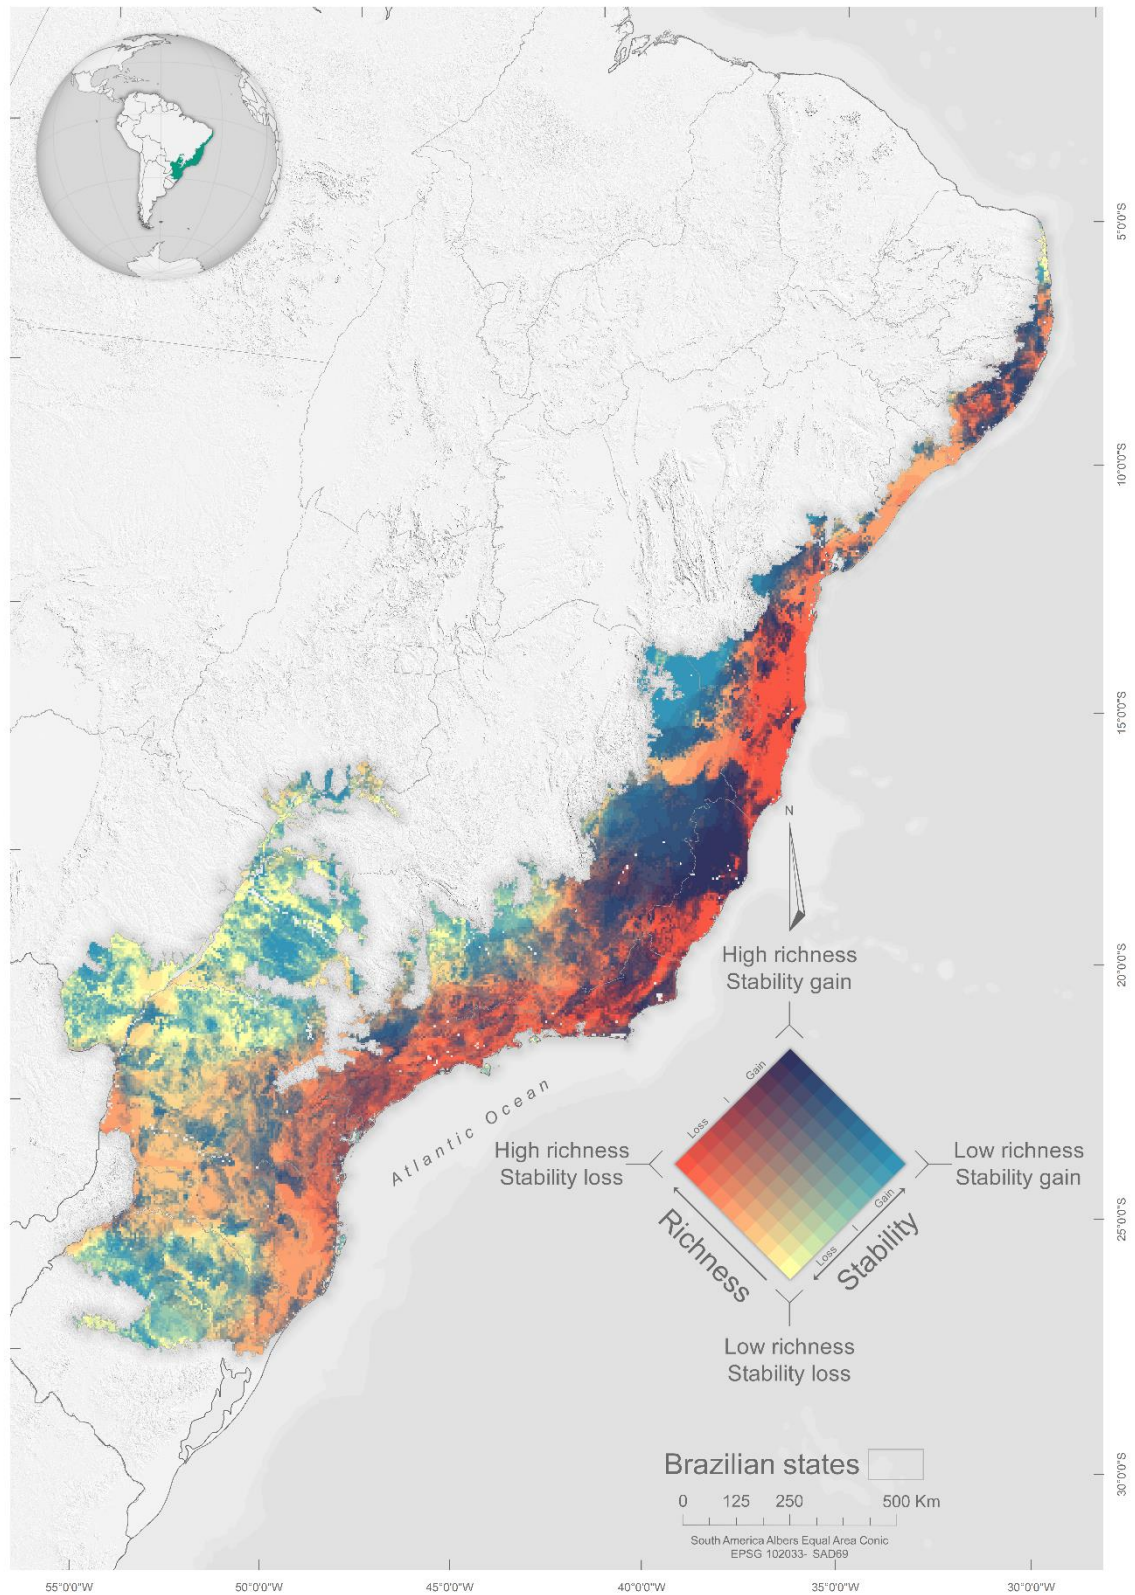 5°0'0"S
10°0'0"S
15°0'0"S
N
20°0'0"S
High richness
Stability gain
Gain
Loss
Atlantic Ocean
High richness
Stability loss
Low richness
Stability gain
Gain
Loss
Richness
Stability
25°0'0"S
Low richness
Stability loss
Brazilian states
0 125 250 500 Km
30°0'0"S
South America Albers Equal Area Conic
EPSG 102033- SAD69
55°0'0"W 50°0'0"W 45°0'0"W 40°0'0"W 35°0'0"W 30°0'0"W